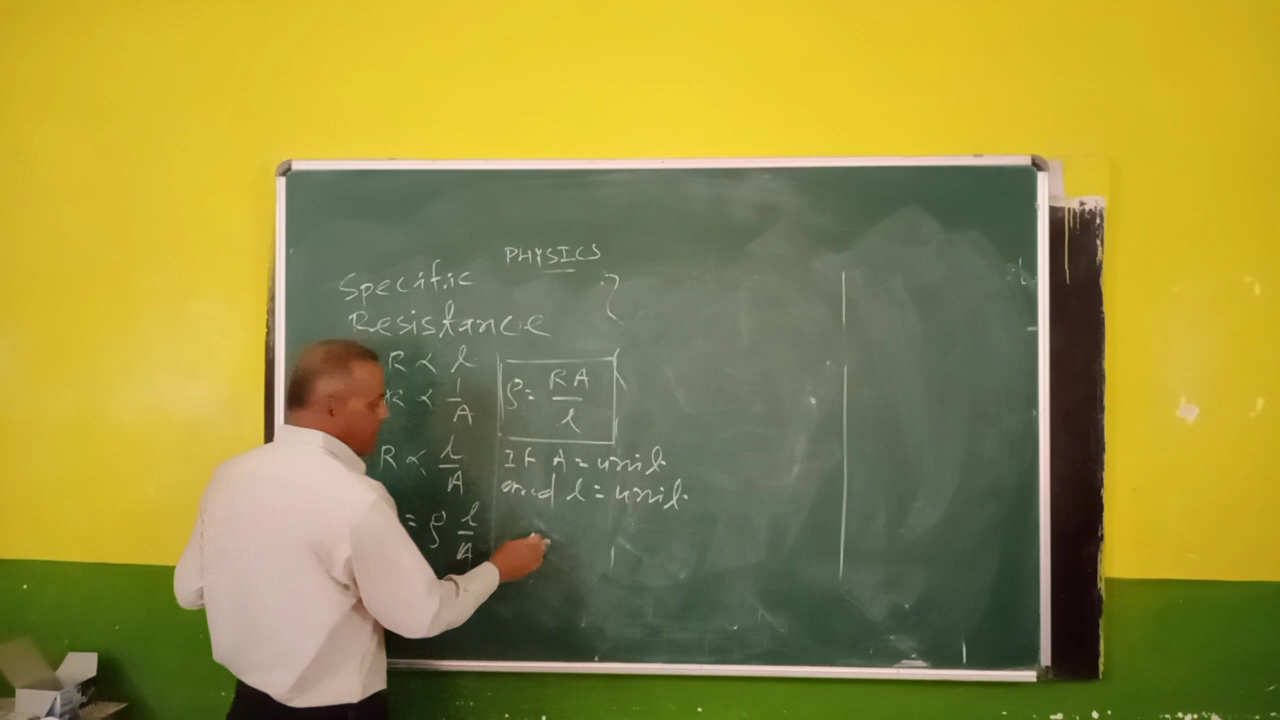 PHYSICS
Specific
Resistance
R ∝ l
R ∝ 1/A
R ∝ l/A
= ρ l/A
ρ = RA/l
If A = unit
and l = unit